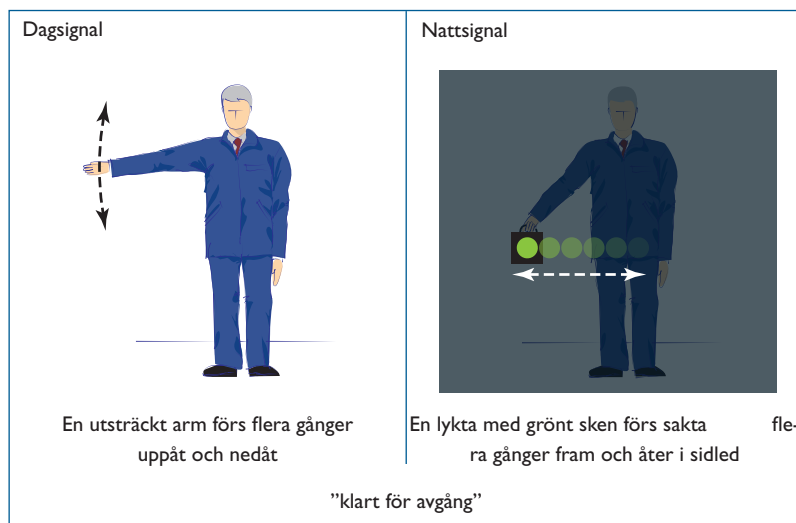 Dagsignal
Nattsignal
En utsträckt arm förs flera gånger
uppåt och nedåt
En lykta med grönt sken förs sakta fle-
ra gånger fram och åter i sidled
”klart för avgång”